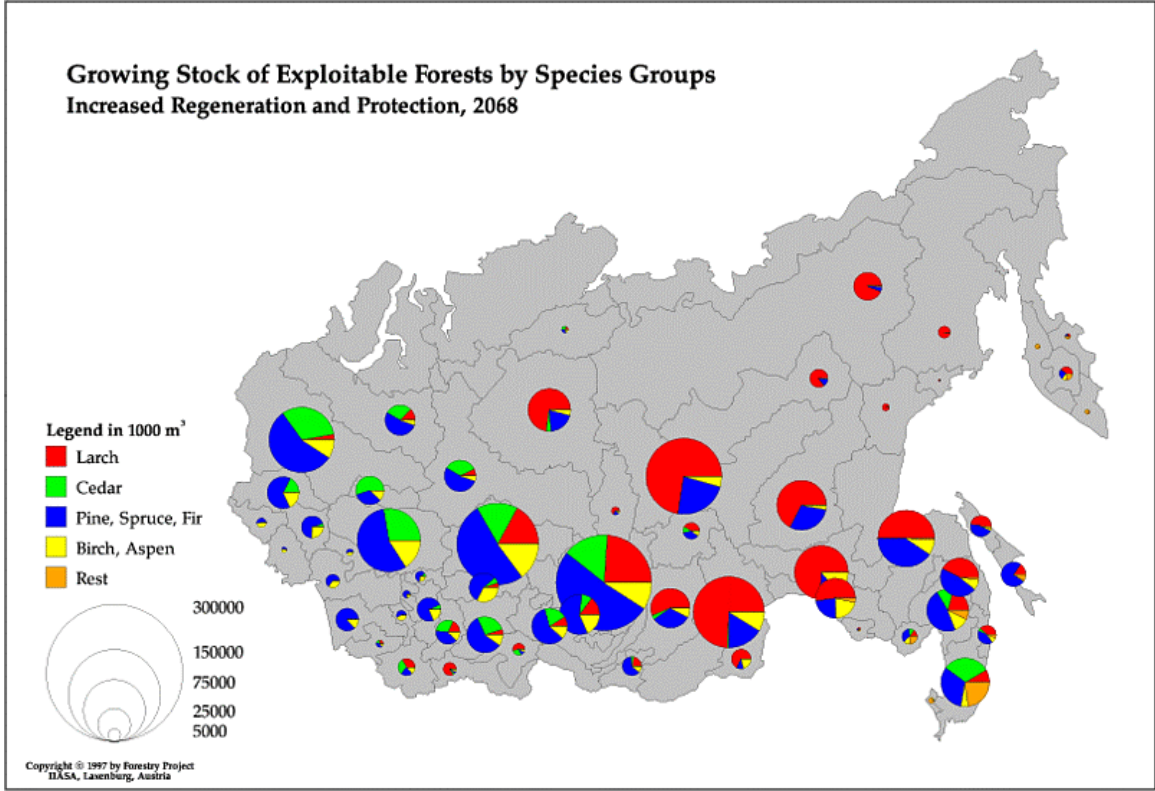 Growing Stock of Exploitable Forests by Species Groups
Increased Regeneration and Protection, 2068
Legend in 1000 m³
Larch
Cedar
Pine, Spruce, Fir
Birch, Aspen
Rest
300000
150000
75000
25000
5000
Copyright © 1997 by Forestry Project
IIASA, Laxenburg, Austria